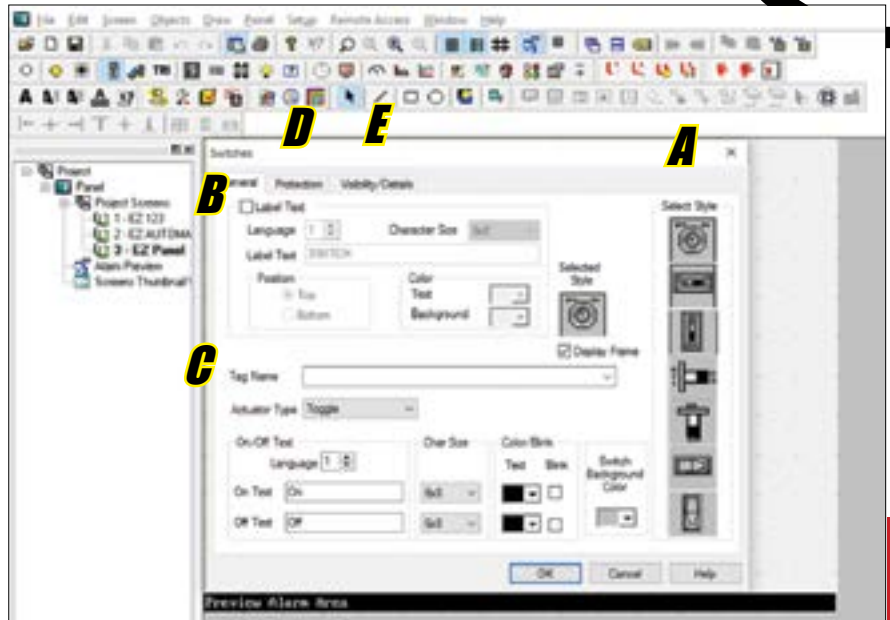 File Edit Screen Objects Draw Panel Setup Remote Access Window Help
D
E
A
Switches
Project
Panel
Project Screens
1 - EZ 123
2 - EZ AUTOMA
3 - EZ Panel
Alarm Preview
Screens Thumbnail
B
General Protection Visibility/Details
Label Text
Select Style
Language 1
Character Size
Label Text SWITCH
Position
Top
Bottom
Color
Text
Background
Selected
Style
Display Frame
C
Tag Name
Actuator Type Toggle
On/Off Text
Language 1
Char Size
Color/Blink
Text Blink
Switch
Background
Color
On Text On 6x8
Off Text Off 6x8
OK Cancel Help
Preview Alarm Area